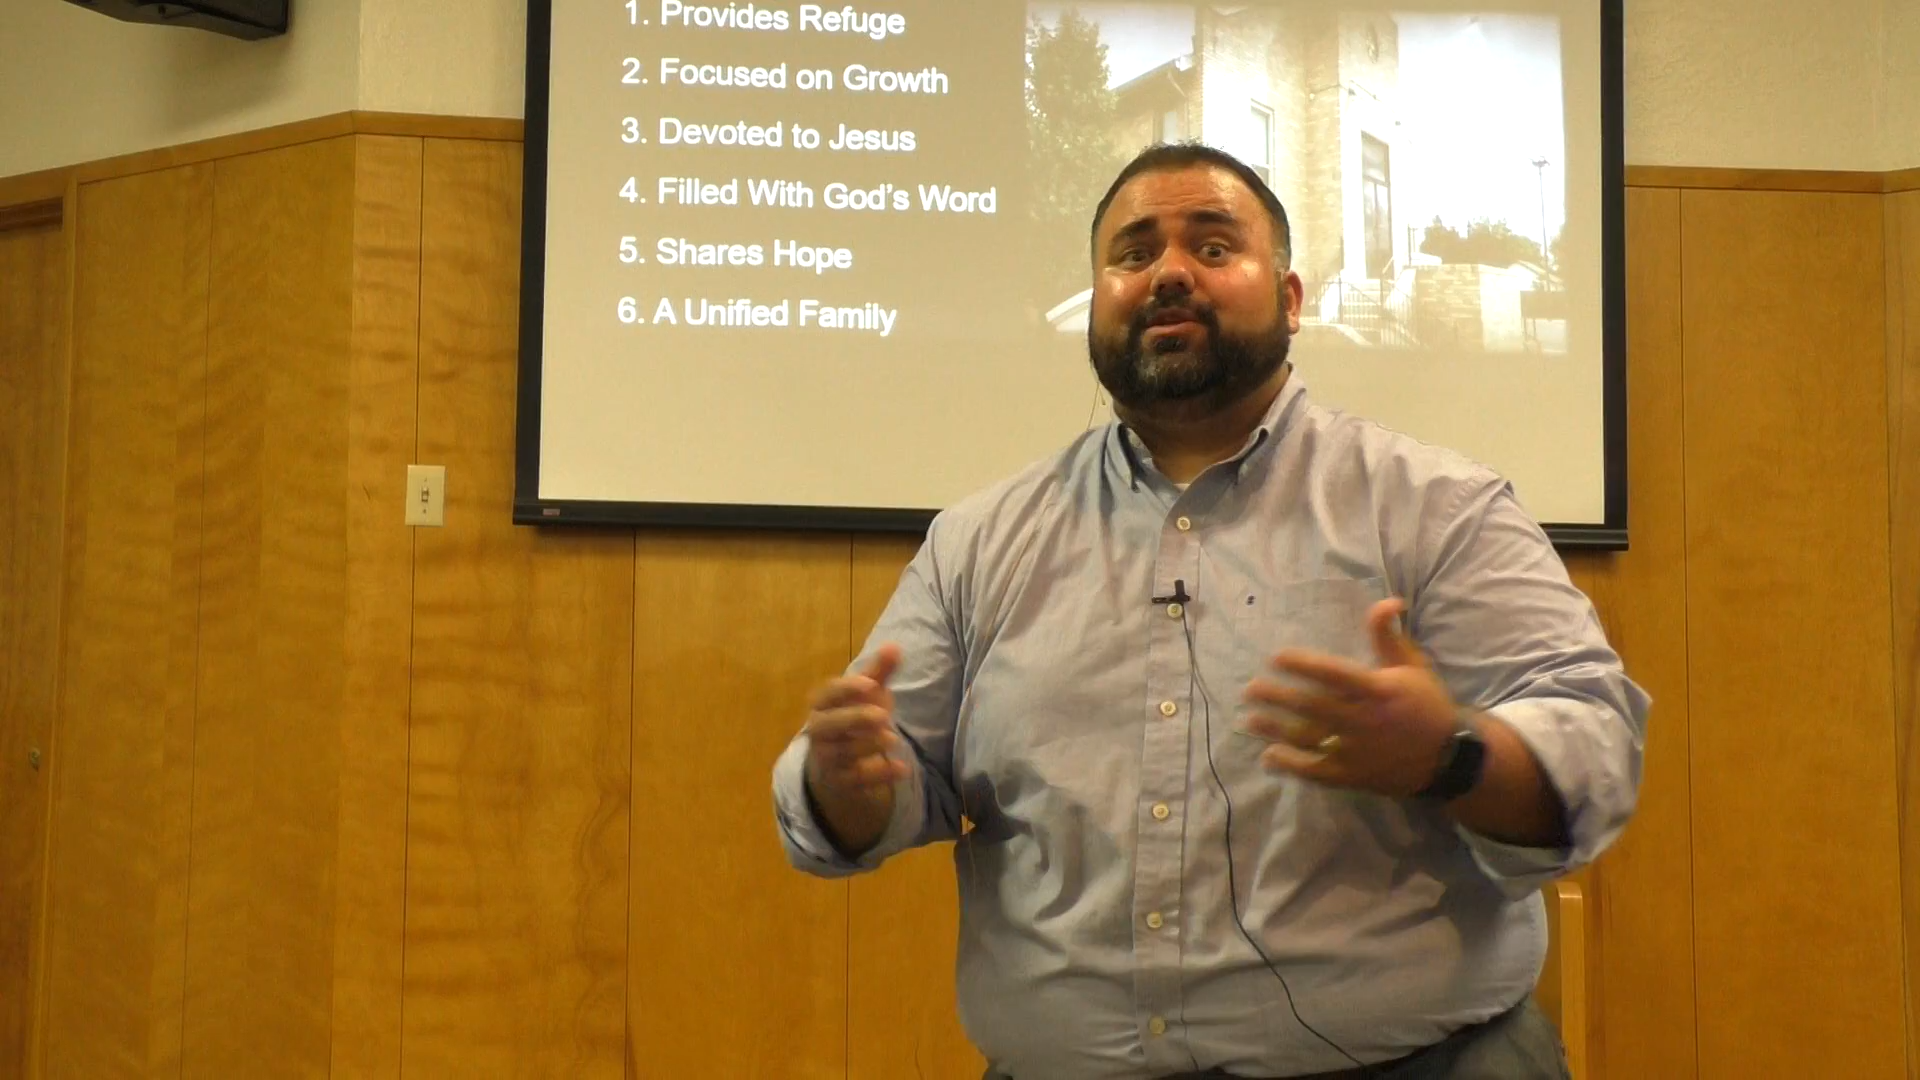 1. Provides Refuge
2. Focused on Growth
3. Devoted to Jesus
4. Filled With God's Word
5. Shares Hope
6. A Unified Family